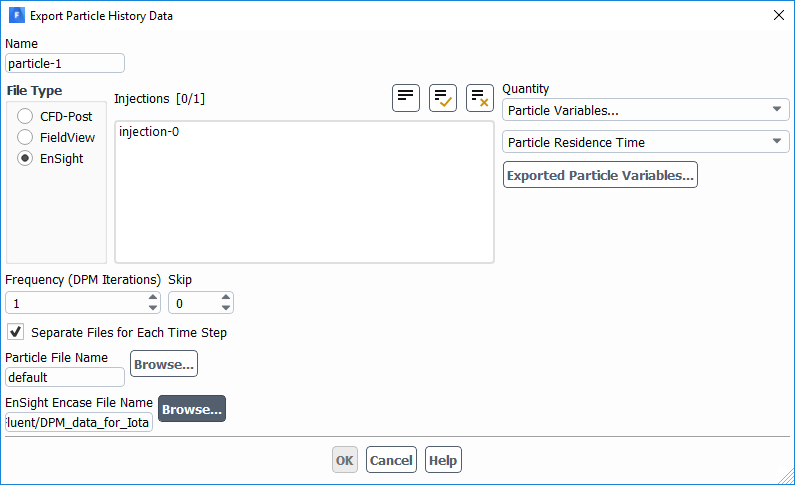 Export Particle History Data
Name
particle-1
File Type
CFD-Post
FieldView
EnSight
Injections [0/1]
injection-0
Quantity
Particle Variables...
Particle Residence Time
Exported Particle Variables...
Frequency (DPM Iterations) Skip
1 0
Separate Files for Each Time Step
Particle File Name
default
Browse...
EnSight Encase File Name
luent/DPM_data_for_Iota
Browse...
OK Cancel Help